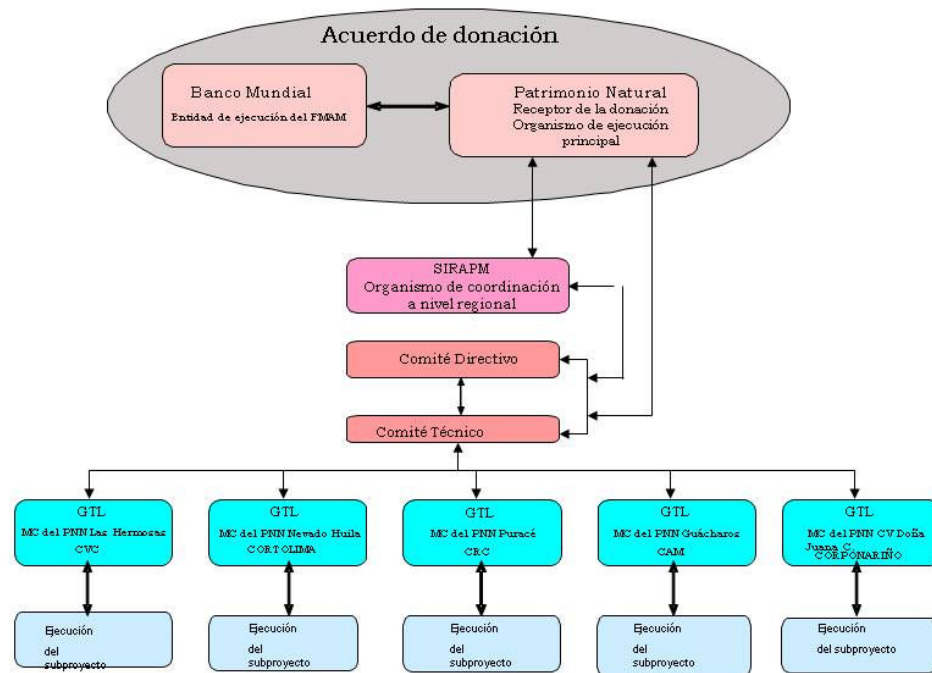 Acuerdo de donación
Banco Mundial
Entidad de ejecución del FMAM
Patrimonio Natural
Receptor de la donación
Organismo de ejecución
principal
SIRAPM
Organismo de coordinación
a nivel regional
Comité Directivo
Comité Técnico
GTL
MC del PNN Las Hermosas
CVC
GTL
MC del PNN Nevado Huila
CORTOLIMA
GTL
MC del PNN Puracé
CRC
GTL
MC del PNN Guácharos
CAM
GTL
MC del PNN CV Doña
Juana C.
CORPONARIÑO
Ejecución
del
subproyecto
Ejecución
del
subproyecto
Ejecución
del
subproyecto
Ejecución
del
subproyecto
Ejecución
del subproyecto